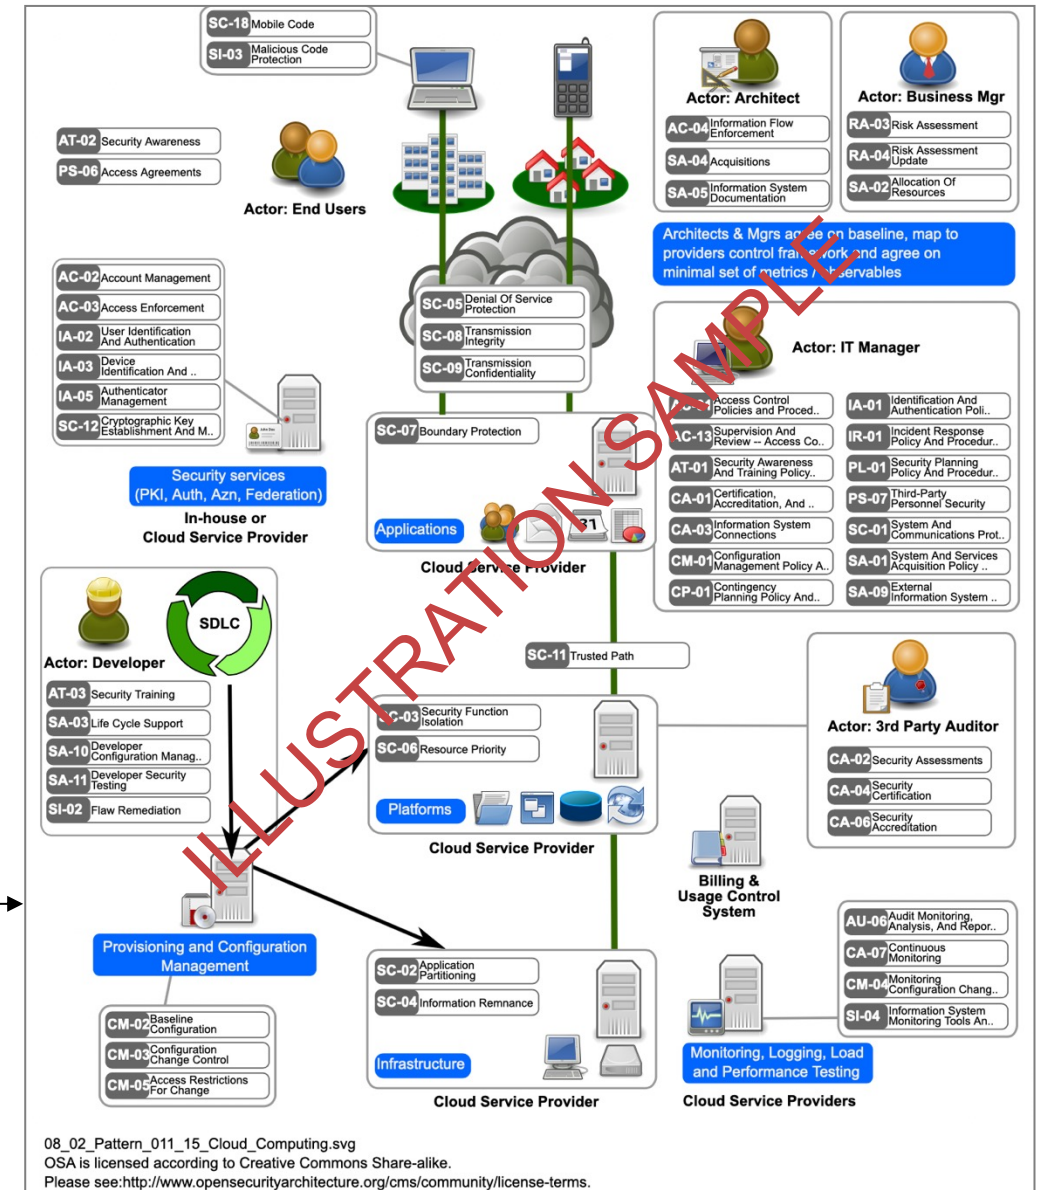 SC-18 Mobile Code
SI-03 Malicious Code
Protection
AT-02 Security Awareness
PS-06 Access Agreements
Actor: End Users
Actor: Architect
AC-04 Information Flow
Enforcement
SA-04 Acquisitions
SA-05 Information System
Documentation
Actor: Business Mgr
RA-03 Risk Assessment
RA-04 Risk Assessment
Update
SA-02 Allocation Of
Resources
Architects & Mgrs agree on baseline, map to
providers control framework and agree on
minimal set of metrics / observables
AC-02 Account Management
AC-03 Access Enforcement
IA-02 User Identification
And Authentication
IA-03 Device
Identification And ..
IA-05 Authenticator
Management
SC-12 Cryptographic Key
Establishment And M..
Security services
(PKI, Auth, Azn, Federation)
In-house or
Cloud Service Provider
SC-05 Denial Of Service
Protection
SC-08 Transmission
Integrity
SC-09 Transmission
Confidentiality
SC-07 Boundary Protection
Applications
31
Cloud Service Provider
Actor: IT Manager
Access Control
Policies and Proced..
AC-13 Supervision And
Review -- Access Co..
AT-01 Security Awareness
And Training Policy..
CA-01 Certification,
Accreditation, And ..
CA-03 Information System
Connections
CM-01 Configuration
Management Policy A..
CP-01 Contingency
Planning Policy And..
IA-01 Identification And
Authentication Poli..
IR-01 Incident Response
Policy And Procedur..
PL-01 Security Planning
Policy And Procedur..
PS-07 Third-Party
Personnel Security
SC-01 System And
Communications Prot..
SA-01 System And Services
Acquisition Policy ..
SA-09 External
Information System ..
SDLC
Actor: Developer
AT-03 Security Training
SA-03 Life Cycle Support
SA-10 Developer
Configuration Manag..
SA-11 Developer Security
Testing
SI-02 Flaw Remediation
SC-11 Trusted Path
SC-03 Security Function
Isolation
SC-06 Resource Priority
Platforms
Cloud Service Provider
Actor: 3rd Party Auditor
CA-02 Security Assessments
CA-04 Security
Certification
CA-06 Security
Accreditation
Billing &
Usage Control
System
Provisioning and Configuration
Management
CM-02 Baseline
Configuration
CM-03 Configuration
Change Control
CM-05 Access Restrictions
For Change
SC-02 Application
Partitioning
SC-04 Information Remnance
Infrastructure
Cloud Service Provider
AU-06 Audit Monitoring,
Analysis, And Repor..
CA-07 Continuous
Monitoring
CM-04 Monitoring
Configuration Chang..
SI-04 Information System
Monitoring Tools An..
Monitoring, Logging, Load
and Performance Testing
Cloud Service Providers
ILLUSTRATION SAMPLE
08_02_Pattern_011_15_Cloud_Computing.svg
OSA is licensed according to Creative Commons Share-alike.
Please see:http://www.opensecurityarchitecture.org/cms/community/license-terms.